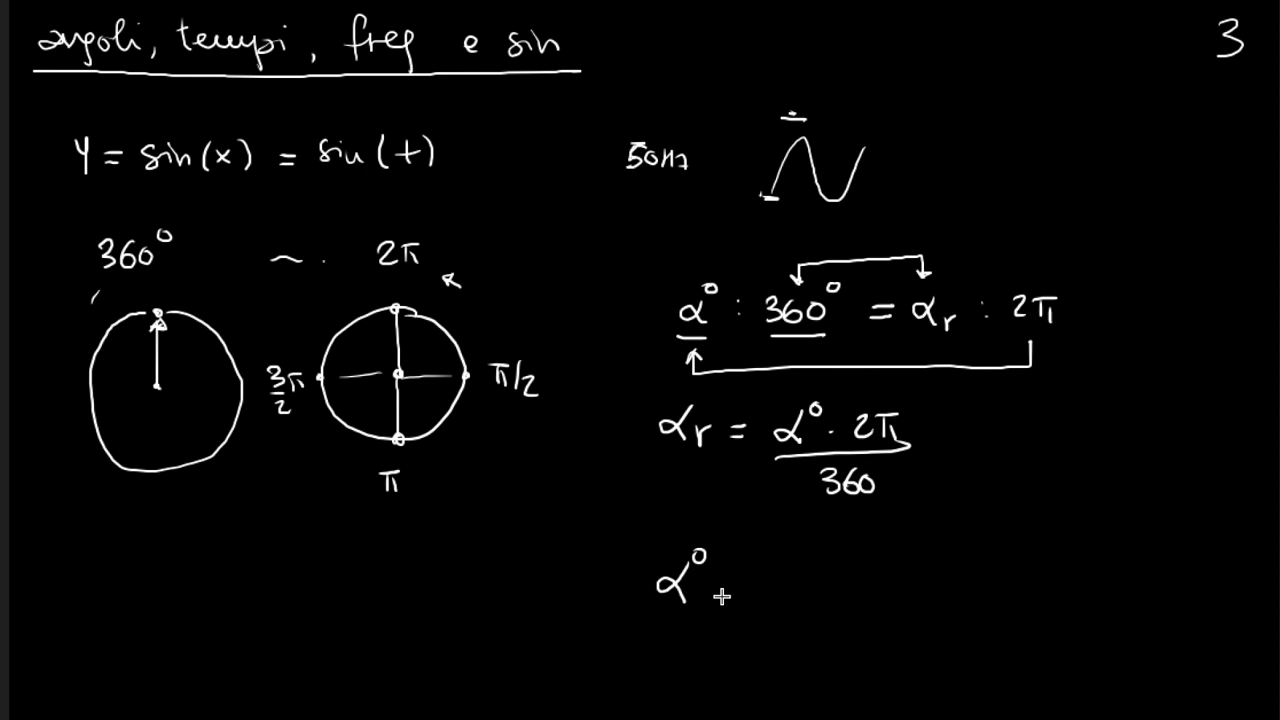 angoli, tempi, freq e sin
3
y = sin(x) = sin(t)
50Hz
360° ~ . 2π
α° : 360° = αr : 2π
3π/2
π/2
π
αr = α° · 2π / 360
α°